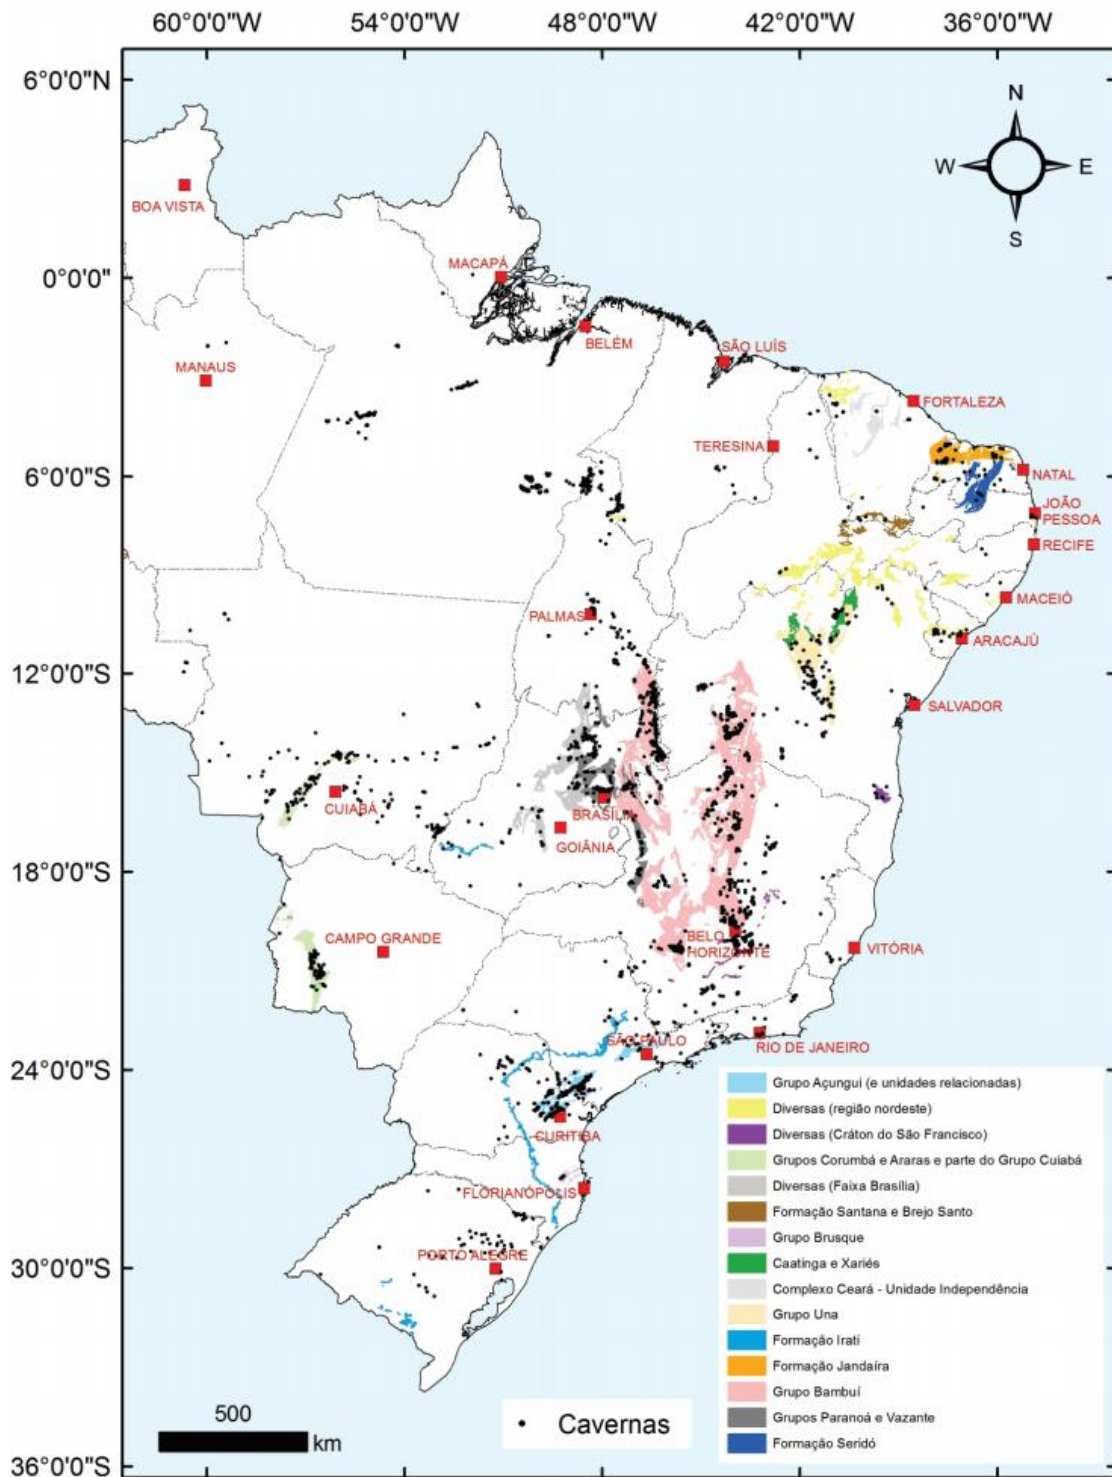 60°0'0"W
54°0'0"W
48°0'0"W
42°0'0"W
36°0'0"W
6°0'0"N
N
W
E
S
BOA VISTA
MACAPÁ
0°0'0"
BELÉM
SÃO LUÍS
MANAUS
FORTALEZA
TERESINA
6°0'0"S
NATAL
JOÃO
PESSOA
RECIFE
MACEIÓ
PALMAS
ARACAJÚ
12°0'0"S
SALVADOR
CUIABÁ
BRASÍLIA
GOIÂNIA
18°0'0"S
CAMPO GRANDE
BELO
HORIZONTE
VITÓRIA
SÃO PAULO
RIO DE JANEIRO
24°0'0"S
CURITIBA
FLORIANÓPOLIS
PORTO ALEGRE
30°0'0"S
36°0'0"S
Grupo Açungui (e unidades relacionadas)
Diversas (região nordeste)
Diversas (Cráton do São Francisco)
Grupos Corumbá e Araras e parte do Grupo Cuiabá
Diversas (Faixa Brasília)
Formação Santana e Brejo Santo
Grupo Brusque
Caatinga e Xariés
Complexo Ceará - Unidade Independência
Grupo Una
Formação Irati
Formação Jandaíra
Grupo Bambuí
Grupos Paranoá e Vazante
Formação Seridó
500
km
Cavernas